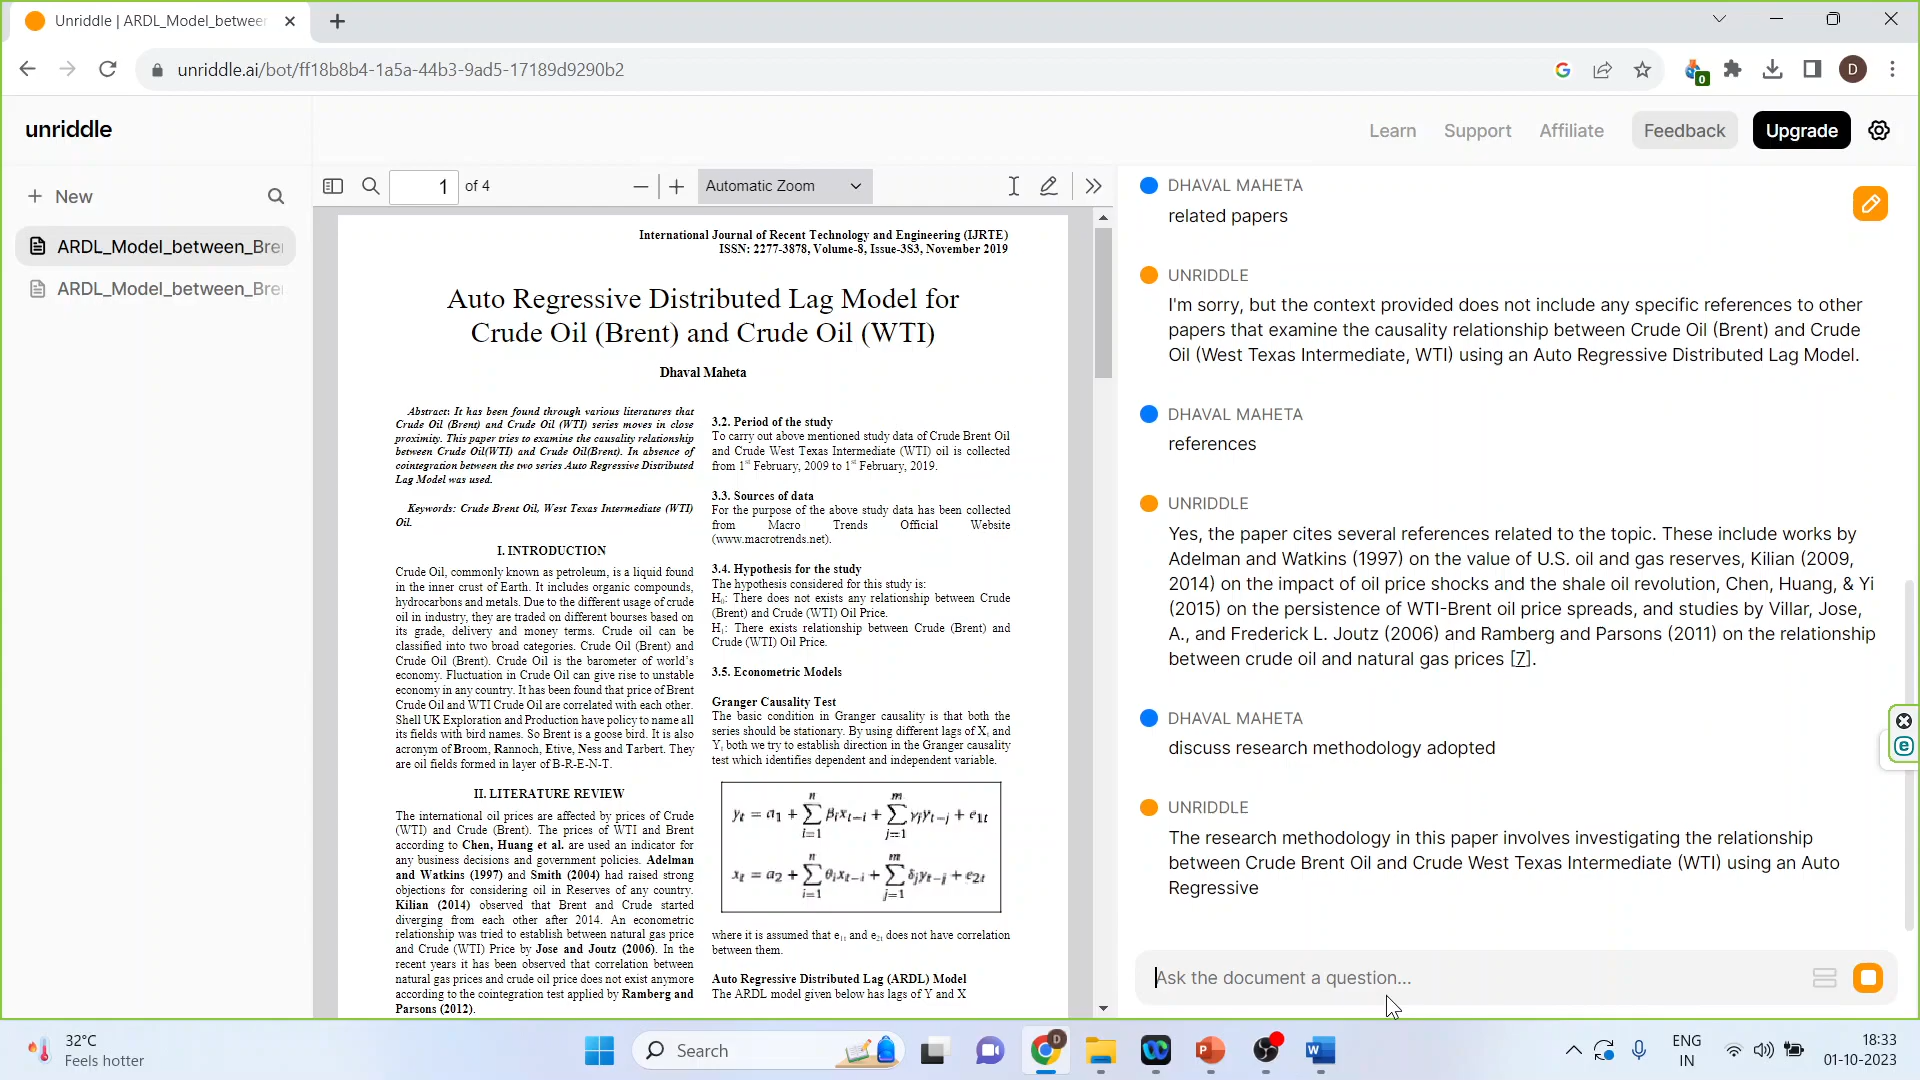 Unriddle | ARDL_Model_betweer
unriddle.ai/bot/ff18b8b4-1a5a-44b3-9ad5-17189d9290b2
0
D
unriddle
Learn
Support
Affiliate
Feedback
Upgrade
New
ARDL_Model_between_Bre
ARDL_Model_between_Bre
1 of 4
Automatic Zoom
International Journal of Recent Technology and Engineering (IJRTE)
ISSN: 2277-3878, Volume-8, Issue-3S3, November 2019
Auto Regressive Distributed Lag Model for
Crude Oil (Brent) and Crude Oil (WTI)
Dhaval Maheta
Abstract: It has been found through various literatures that
Crude Oil (Brent) and Crude Oil (WTI) series moves in close
proximity. This paper tries to examine the causality relationship
between Crude Oil(WTI) and Crude Oil(Brent). In absence of
cointegration between the two series Auto Regressive Distributed
Lag Model was used.
Keywords: Crude Brent Oil, West Texas Intermediate (WTI)
Oil.
I. INTRODUCTION
Crude Oil, commonly known as petroleum, is a liquid found
in the inner crust of Earth. It includes organic compounds,
hydrocarbons and metals. Due to the different usage of crude
oil in industry, they are traded on different bourses based on
its grade, delivery and money terms. Crude oil can be
classified into two broad categories. Crude Oil (Brent) and
Crude Oil (Brent). Crude Oil is the barometer of world's
economy. Fluctuation in Crude Oil can give rise to unstable
economy in any country. It has been found that price of Brent
Crude Oil and WTI Crude Oil are correlated with each other.
Shell UK Exploration and Production have policy to name all
its fields with bird names. So Brent is a goose bird. It is also
acronym of Broom, Rannoch, Etive, Ness and Tarbert. They
are oil fields formed in layer of B-R-E-N-T.
II. LITERATURE REVIEW
The international oil prices are affected by prices of Crude
(WTI) and Crude (Brent). The prices of WTI and Brent
according to Chen, Huang et al. are used an indicator for
any business decisions and government policies. Adelman
and Watkins (1997) and Smith (2004) had raised strong
objections for considering oil in Reserves of any country.
Kilian (2014) observed that Brent and Crude started
diverging from each other after 2014. An econometric
relationship was tried to establish between natural gas price
and Crude (WTI) Price by Jose and Joutz (2006). In the
recent years it has been observed that correlation between
natural gas prices and crude oil price does not exist anymore
according to the cointegration test applied by Ramberg and
Parsons (2012).
3.2. Period of the study
To carry out above mentioned study data of Crude Brent Oil
and Crude West Texas Intermediate (WTI) oil is collected
from 1st February, 2009 to 1st February, 2019.
3.3. Sources of data
For the purpose of the above study data has been collected
from Macro Trends Official Website
(www.macrotrends.net).
3.4. Hypothesis for the study
The hypothesis considered for this study is:
H₀: There does not exists any relationship between Crude
(Brent) and Crude (WTI) Oil Price.
H₁: There exists relationship between Crude (Brent) and
Crude (WTI) Oil Price.
3.5. Econometric Models
Granger Causality Test
The basic condition in Granger causality is that both the
series should be stationary. By using different lags of Xt and
Yt both we try to establish direction in the Granger causality
test which identifies dependent and independent variable.
yt = a1 + ∑(i=1 to n) βi xt−i + ∑(j=1 to m) γj yt−j + e1t
xt = a2 + ∑(i=1 to n) θi xt−i + ∑(j=1 to m) δj yt−j + e2t
where it is assumed that e1t and e2t does not have correlation
between them.
Auto Regressive Distributed Lag (ARDL) Model
The ARDL model given below has lags of Y and X
DHAVAL MAHETA
related papers
UNRIDDLE
I'm sorry, but the context provided does not include any specific references to other
papers that examine the causality relationship between Crude Oil (Brent) and Crude
Oil (West Texas Intermediate, WTI) using an Auto Regressive Distributed Lag Model.
DHAVAL MAHETA
references
UNRIDDLE
Yes, the paper cites several references related to the topic. These include works by
Adelman and Watkins (1997) on the value of U.S. oil and gas reserves, Kilian (2009,
2014) on the impact of oil price shocks and the shale oil revolution, Chen, Huang, & Yi
(2015) on the persistence of WTI-Brent oil price spreads, and studies by Villar, Jose,
A., and Frederick L. Joutz (2006) and Ramberg and Parsons (2011) on the relationship
between crude oil and natural gas prices [7].
DHAVAL MAHETA
discuss research methodology adopted
UNRIDDLE
The research methodology in this paper involves investigating the relationship
between Crude Brent Oil and Crude West Texas Intermediate (WTI) using an Auto
Regressive
Ask the document a question...
32°C
Feels hotter
Search
ENG
IN
18:33
01-10-2023